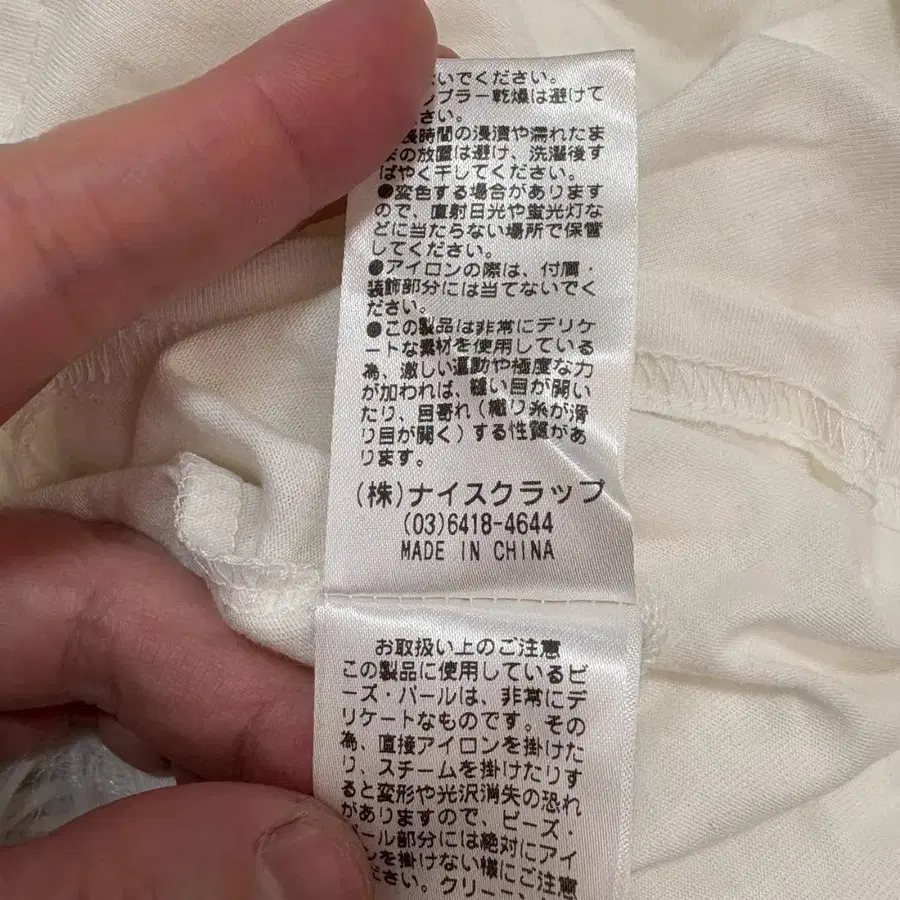 いでください。
ブラー乾燥は避けて
さい。
長時間の浸漬や濡れたま
まの放置は避け、洗濯後す
ばやく干してください。
●変色する場合があります
ので、直射日光や蛍光灯な
どに当たらない場所で保管
してください。
●アイロンの際は、付属・
装飾部分には当てないでく
ださい。
●この製品は非常にデリケ
ートな素材を使用している
為、激しい運動や極度な力
が加われば、縫い目が開い
たり、目寄れ(織り糸が滑
り目が開く)する性質があ
ります。
(株)ナイスクラップ
(03)6418-4644
MADE IN CHINA
お取扱い上のご注意
この製品に使用しているビ
ーズ・パールは、非常にデ
リケートなものです。その
為、直接アイロンを掛けた
り、スチームを掛けたりす
ると変形や光沢消失の恐れ
がありますので、ビーズ・
ール部分には絶対にアイ
ンを掛けない様にご注意
ださい。クリーニ